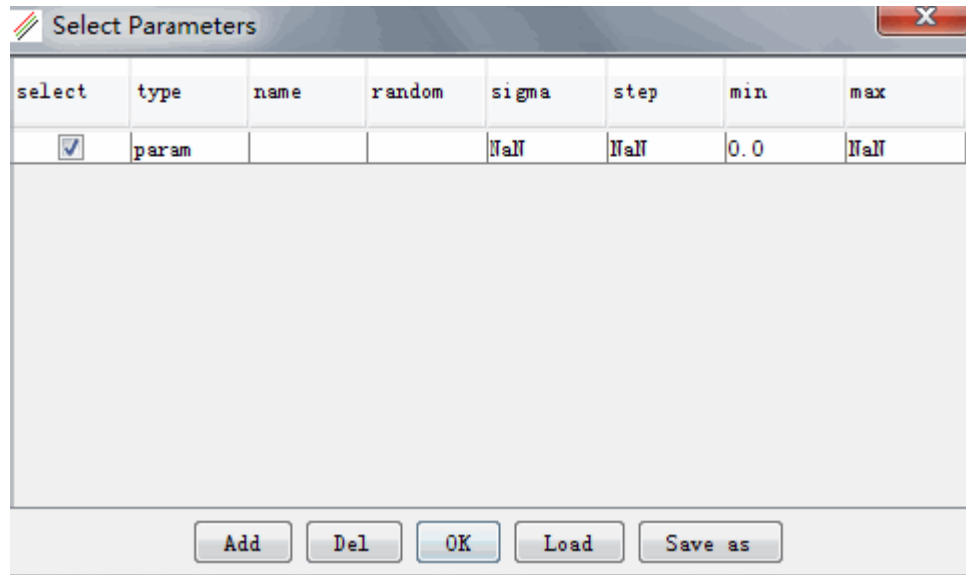 Select Parameters
select type name random sigma step min max
param NaN NaN 0.0 NaN
Add Del OK Load Save as